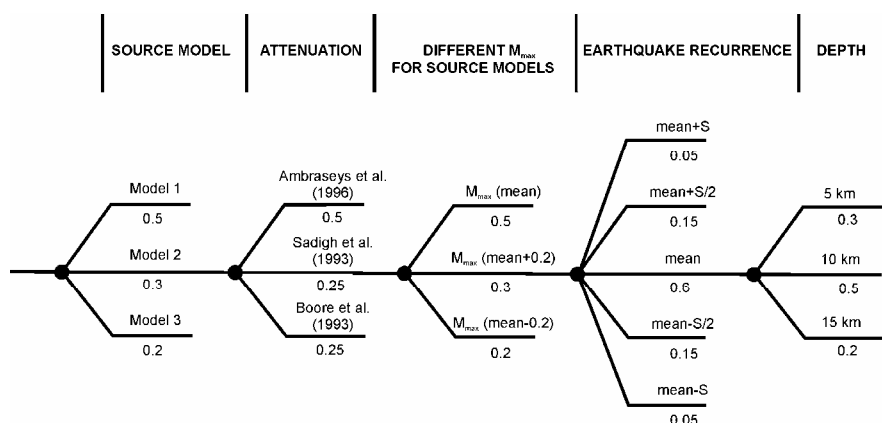 SOURCE MODEL
ATTENUATION
DIFFERENT Mmax
FOR SOURCE MODELS
EARTHQUAKE RECURRENCE
DEPTH
Model 1
0.5
Model 2
0.3
Model 3
0.2
Ambraseys et al.
(1996)
0.5
Sadigh et al.
(1993)
0.25
Boore et al.
(1993)
0.25
Mmax (mean)
0.5
Mmax (mean+0.2)
0.3
Mmax (mean-0.2)
0.2
mean+S
0.05
mean+S/2
0.15
mean
0.6
mean-S/2
0.15
mean-S
0.05
5 km
0.3
10 km
0.5
15 km
0.2